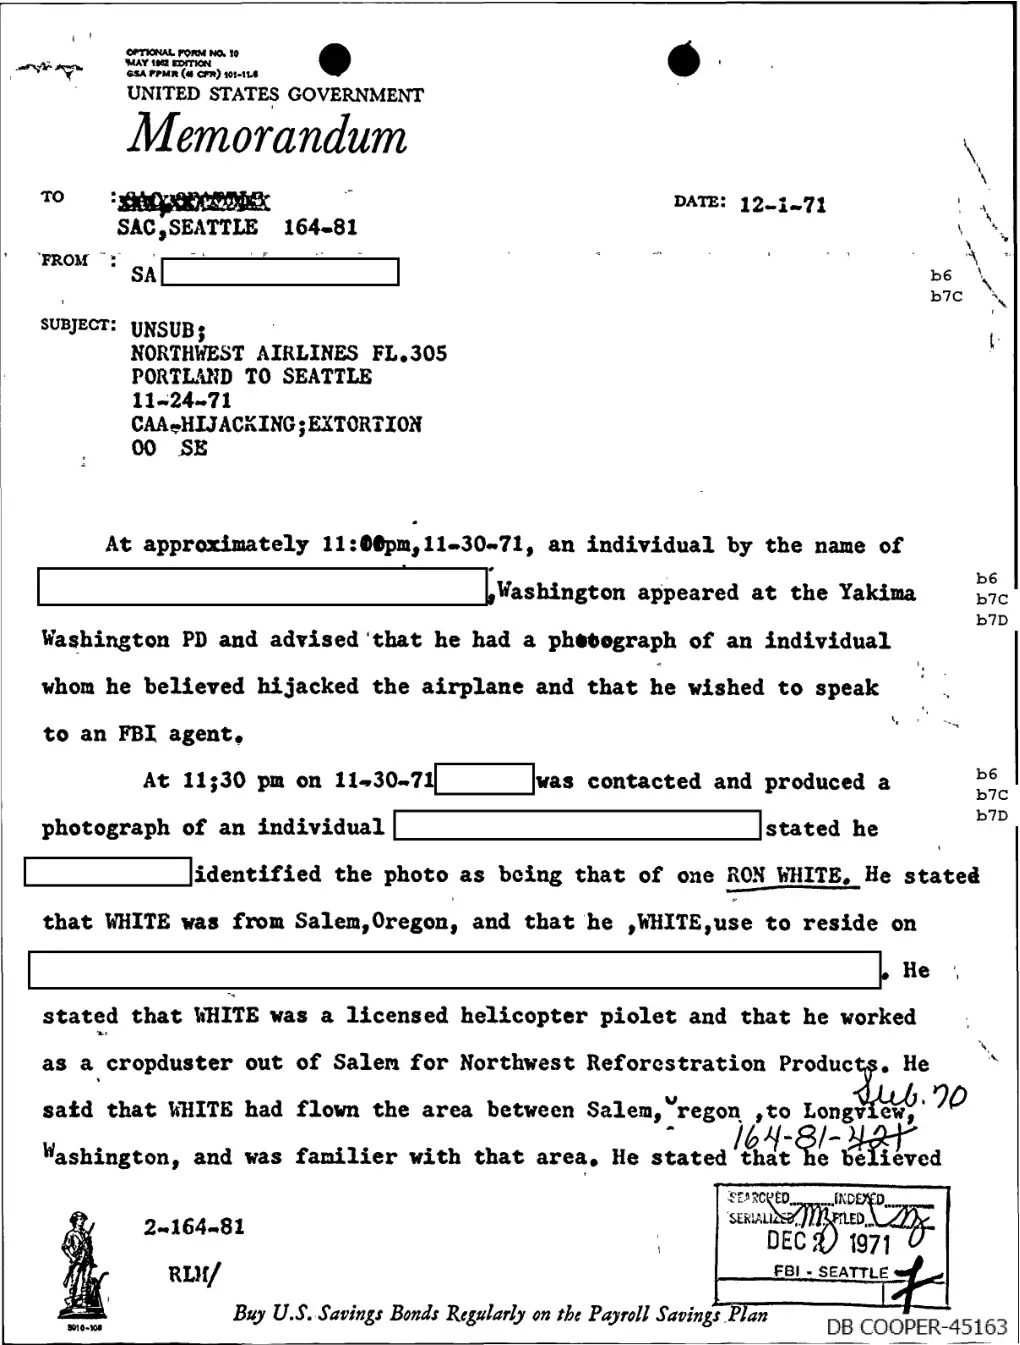 OPTIONAL FORM NO. 10
MAY 1962 EDITION
GSA FPMR (41 CFR) 101-11.6
UNITED STATES GOVERNMENT
Memorandum
TO :
SAC,SEATTLE 164-81
DATE: 12-1-71
FROM :
SA
b6
b7C
SUBJECT: UNSUB;
NORTHWEST AIRLINES FL.305
PORTLAND TO SEATTLE
11-24-71
CAA-HIJACKING;EXTORTION
OO SE
At approximately 11:00pm,11-30-71, an individual by the name of
,Washington appeared at the Yakima
b6
b7C
b7D
Washington PD and advised that he had a photograph of an individual
whom he believed hijacked the airplane and that he wished to speak
to an FBI agent.
At 11;30 pm on 11-30-71 was contacted and produced a
b6
b7C
b7D
photograph of an individual stated he
identified the photo as being that of one RON WHITE. He stated
that WHITE was from Salem,Oregon, and that he ,WHITE,use to reside on
. He
stated that WHITE was a licensed helicopter piolet and that he worked
as a cropduster out of Salem for Northwest Reforestration Products. He
said that WHITE had flown the area between Salem,Oregon ,to Longview,
Sub. 70
164-81-421
Washington, and was familier with that area. He stated that he believed
SEARCHED INDEXED
SERIALIZED FILED
DEC 2 1971
FBI - SEATTLE
2-164-81
RLM/
5010-108
Buy U.S. Savings Bonds Regularly on the Payroll Savings Plan
DB COOPER-45163